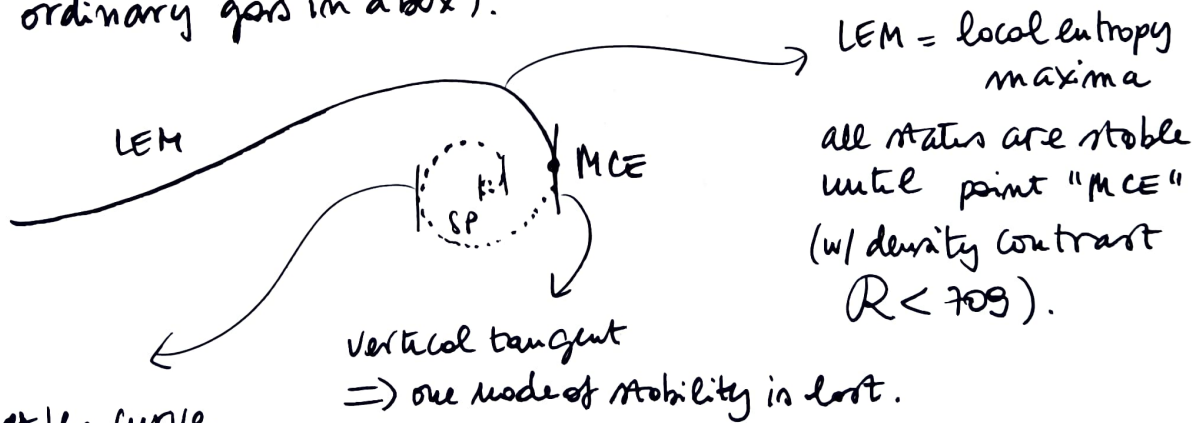 ordinary gas in a box).
LEM = local entropy
maxima
all states are stable
until point "MCE"
(w/ density contrast
R < 709).
LEM
MCE
SP
vertical tangent
=> one mode of stability is lost.
curve